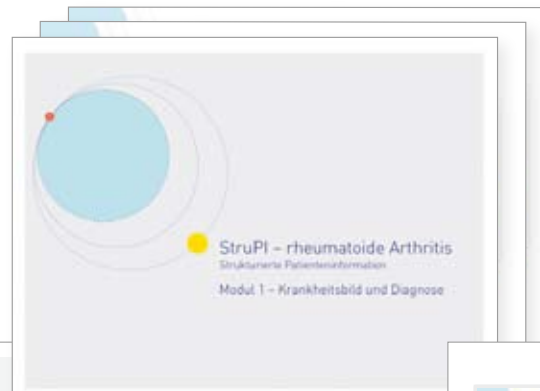 StruPI – rheumatoide Arthritis
Strukturierte Patienteninformation
Modul 1 – Krankheitsbild und Diagnose